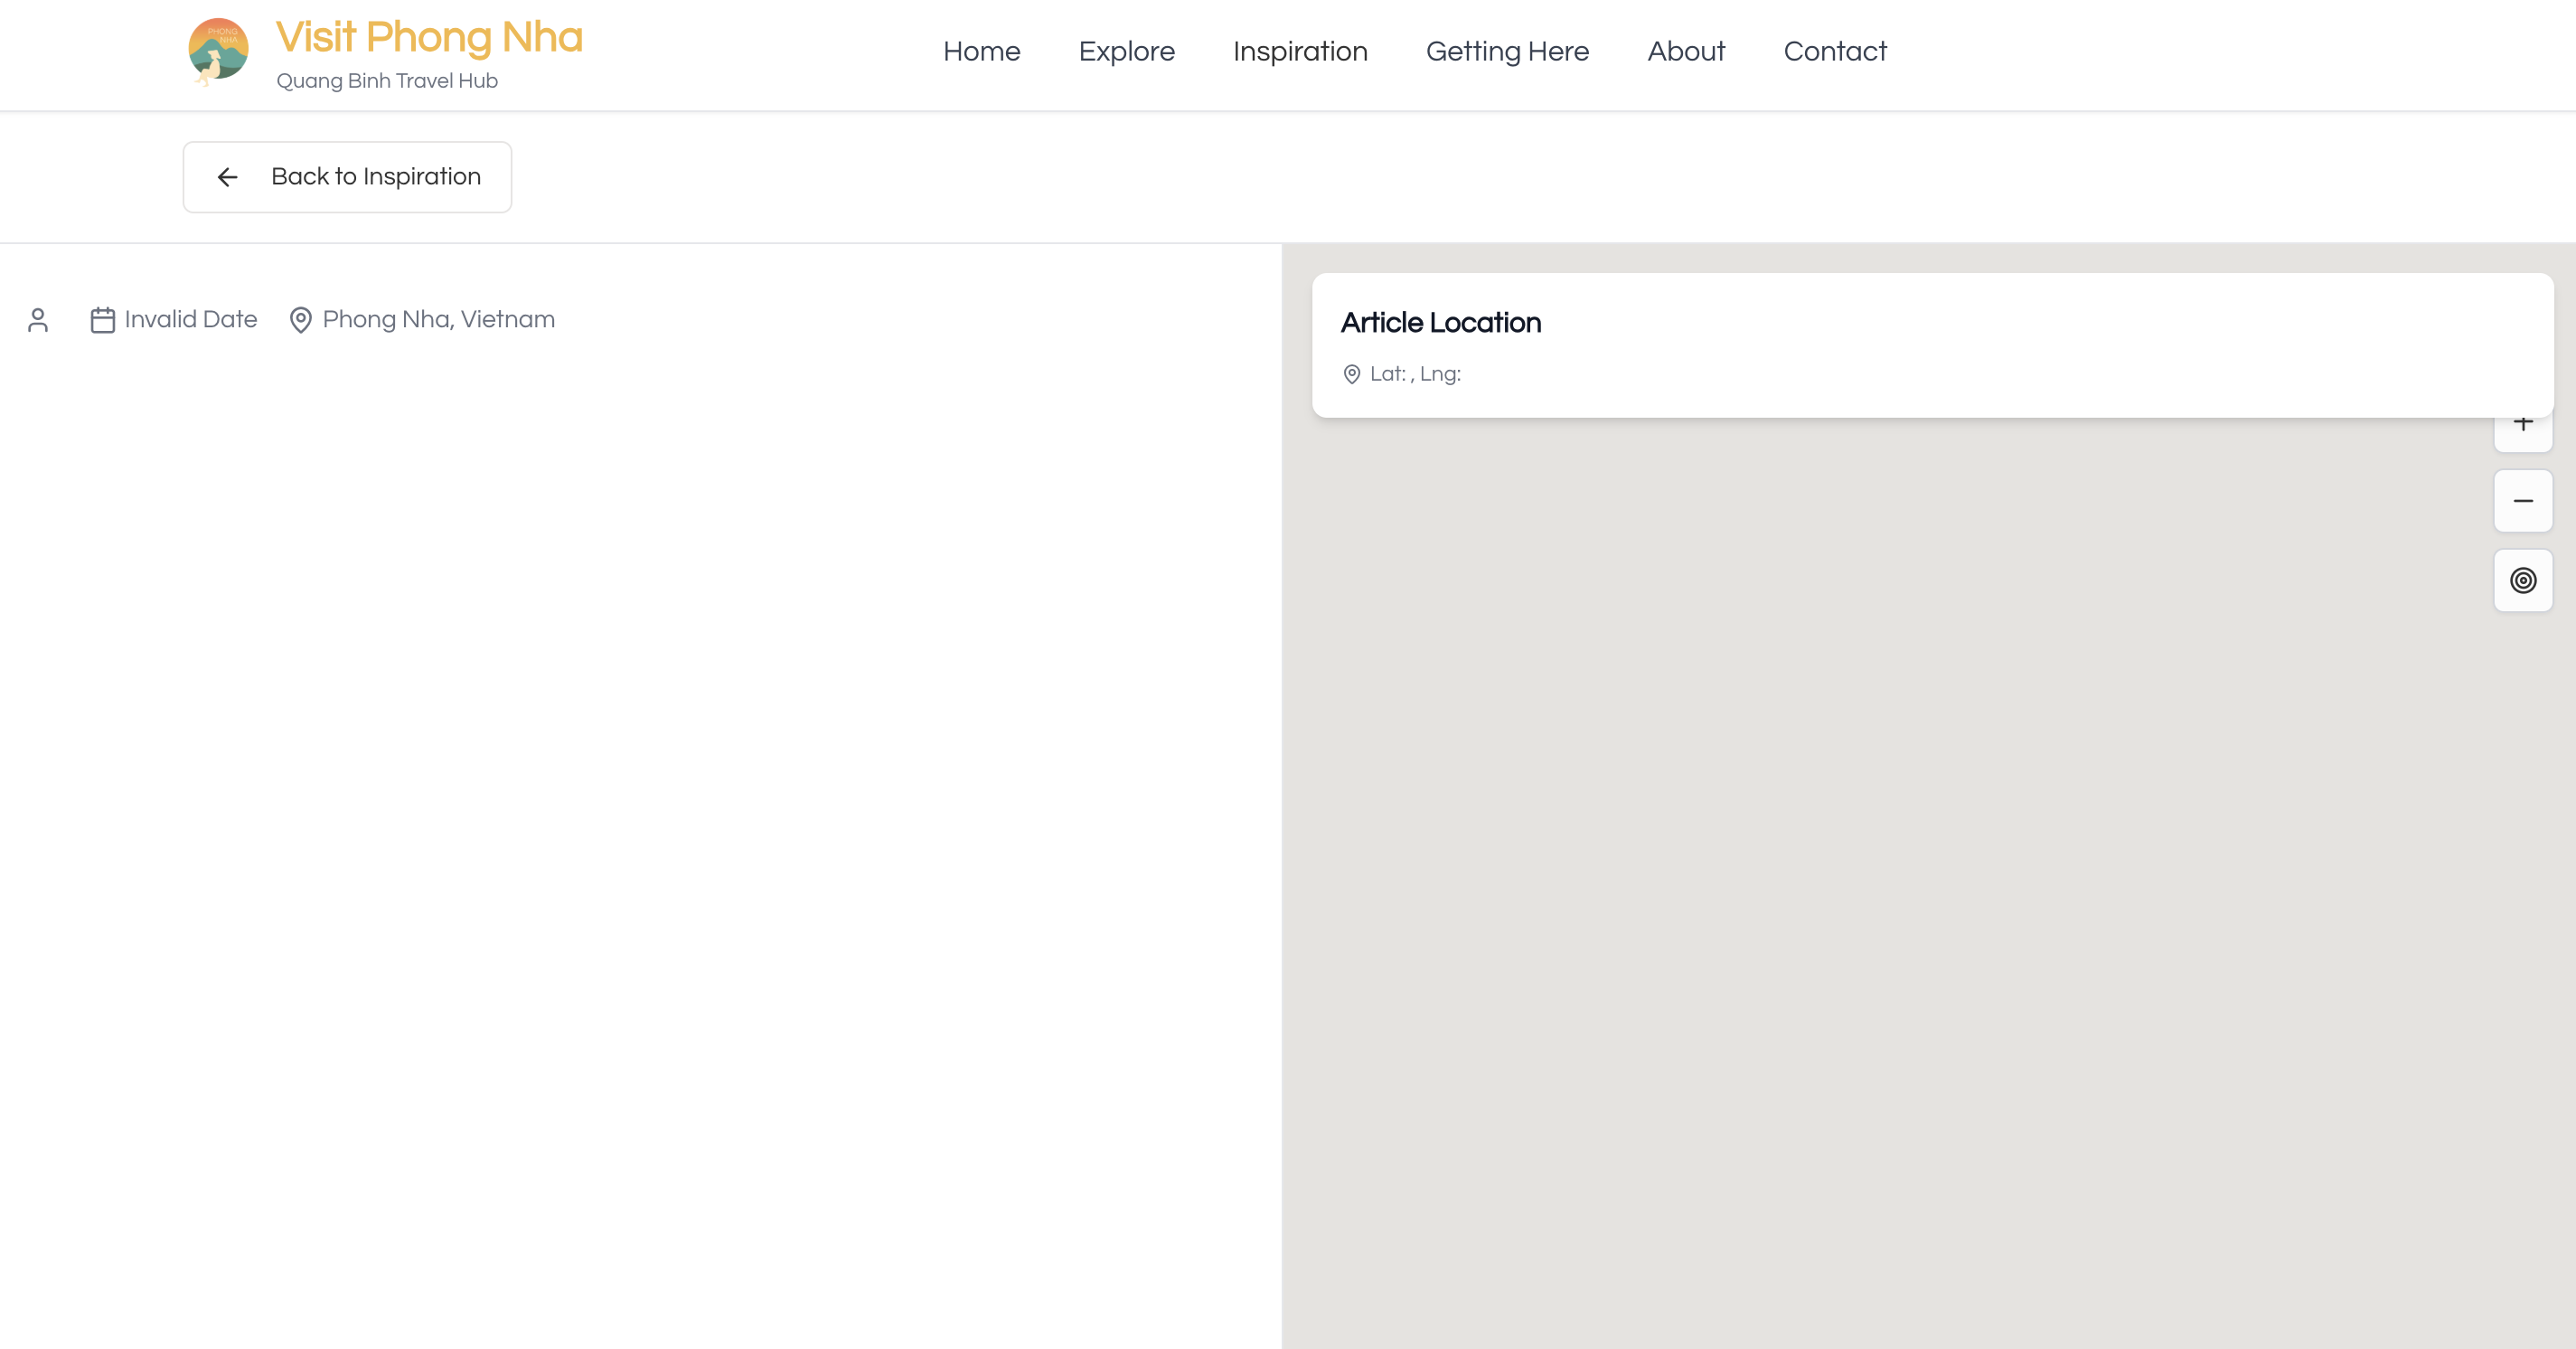 PHONG
NHA
Visit Phong Nha
Quang Binh Travel Hub
Home Explore Inspiration Getting Here About Contact
Back to Inspiration
Invalid Date Phong Nha, Vietnam
Article Location
Lat: , Lng: